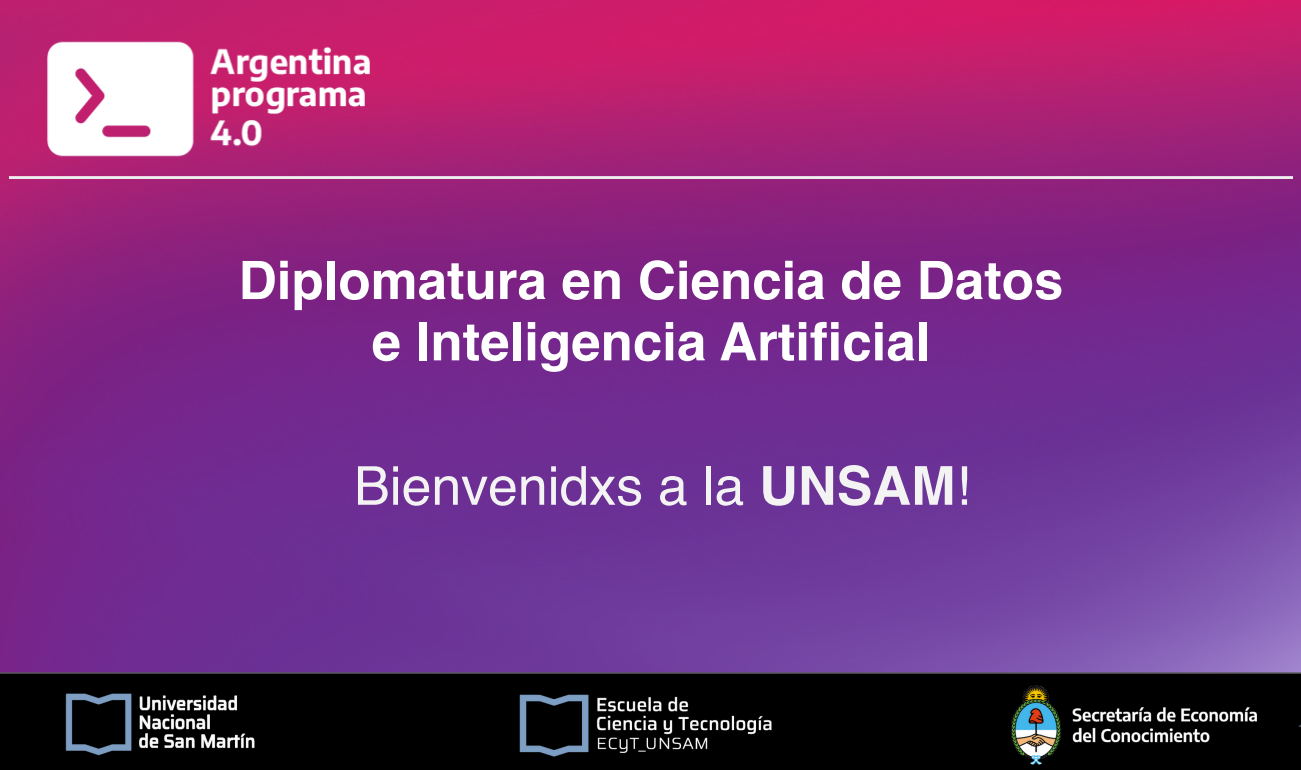 Argentina
programa
4.0
Diplomatura en Ciencia de Datos
e Inteligencia Artificial
Bienvenidxs a la UNSAM!
Universidad
Nacional
de San Martín
Escuela de
Ciencia y Tecnología
ECyT_UNSAM
Secretaría de Economía
del Conocimiento